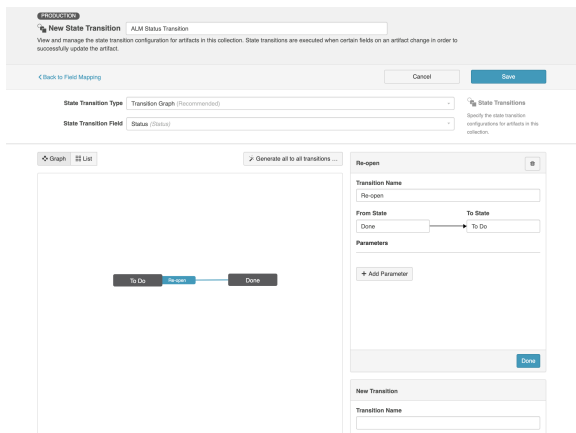 PRODUCTION
New State Transition
ALM Status Transition
View and manage the state transition configuration for artifacts in this collection. State transitions are executed when certain fields on an artifact change in order to
successfully update the artifact.
Back to Field Mapping
Cancel
Save
State Transition Type
Transition Graph (Recommended)
State Transitions
Specify the state transition
configurations for artifacts in this
collection.
State Transition Field
Status (Status)
Graph
List
Generate all to all transitions ...
To Do
Re-open
Done
Re-open
Transition Name
Re-open
From State
To State
Done
To Do
Parameters
+ Add Parameter
Done
New Transition
Transition Name